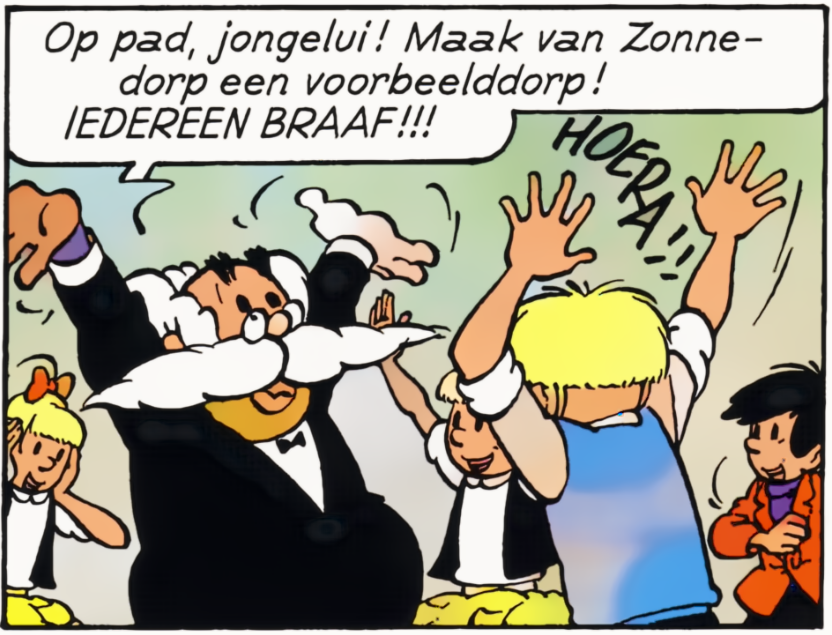 Op pad, jongelui! Maak van Zonne-
dorp een voorbeelddorp!
IEDEREEN BRAAF!!!
HOERA!!